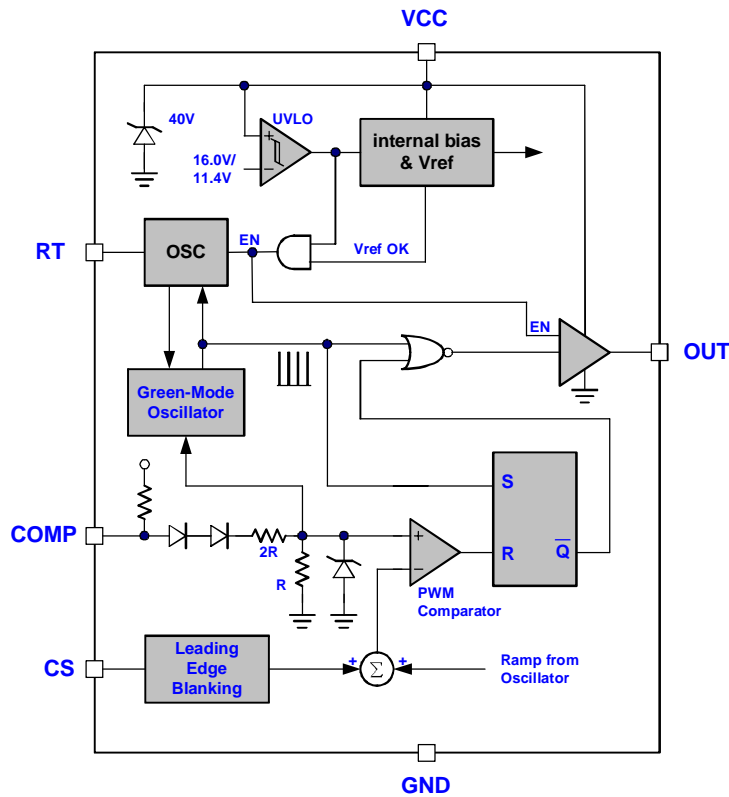 VCC
40V
UVLO
16.0V/
11.4V
+
−
internal bias
& Vref
RT
OSC
EN
Vref OK
EN
OUT
Green-Mode
Oscillator
S
COMP
2R
R
+
−
PWM
Comparator
R
Q̅
CS
Leading
Edge
Blanking
+
Σ
+
Ramp from
Oscillator
GND